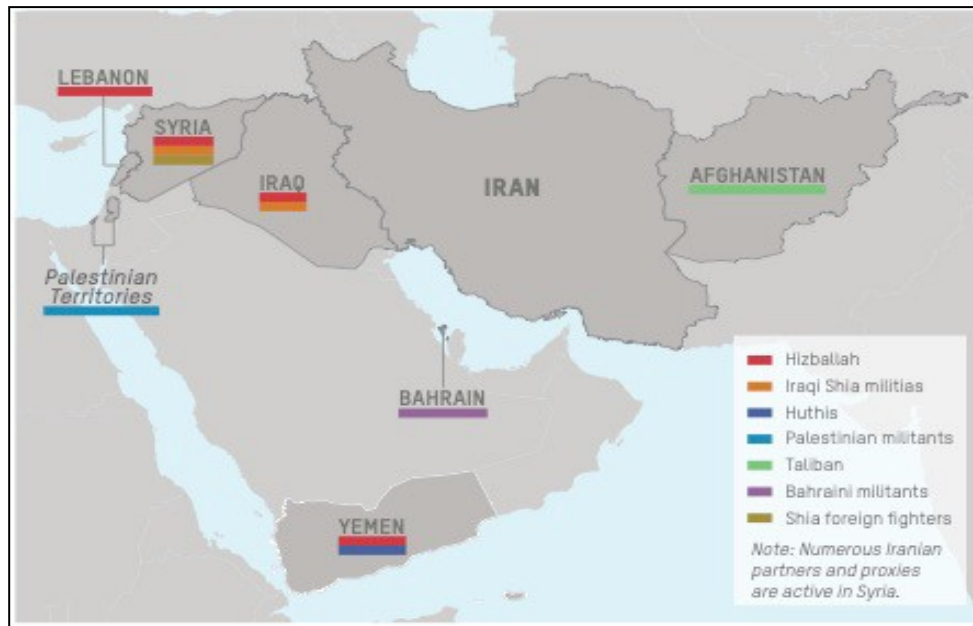 LEBANON
SYRIA
IRAQ
IRAN
AFGHANISTAN
Palestinian
Territories
BAHRAIN
YEMEN
Hizballah
Iraqi Shia militias
Huthis
Palestinian militants
Taliban
Bahraini militants
Shia foreign fighters
Note: Numerous Iranian
partners and proxies
are active in Syria.